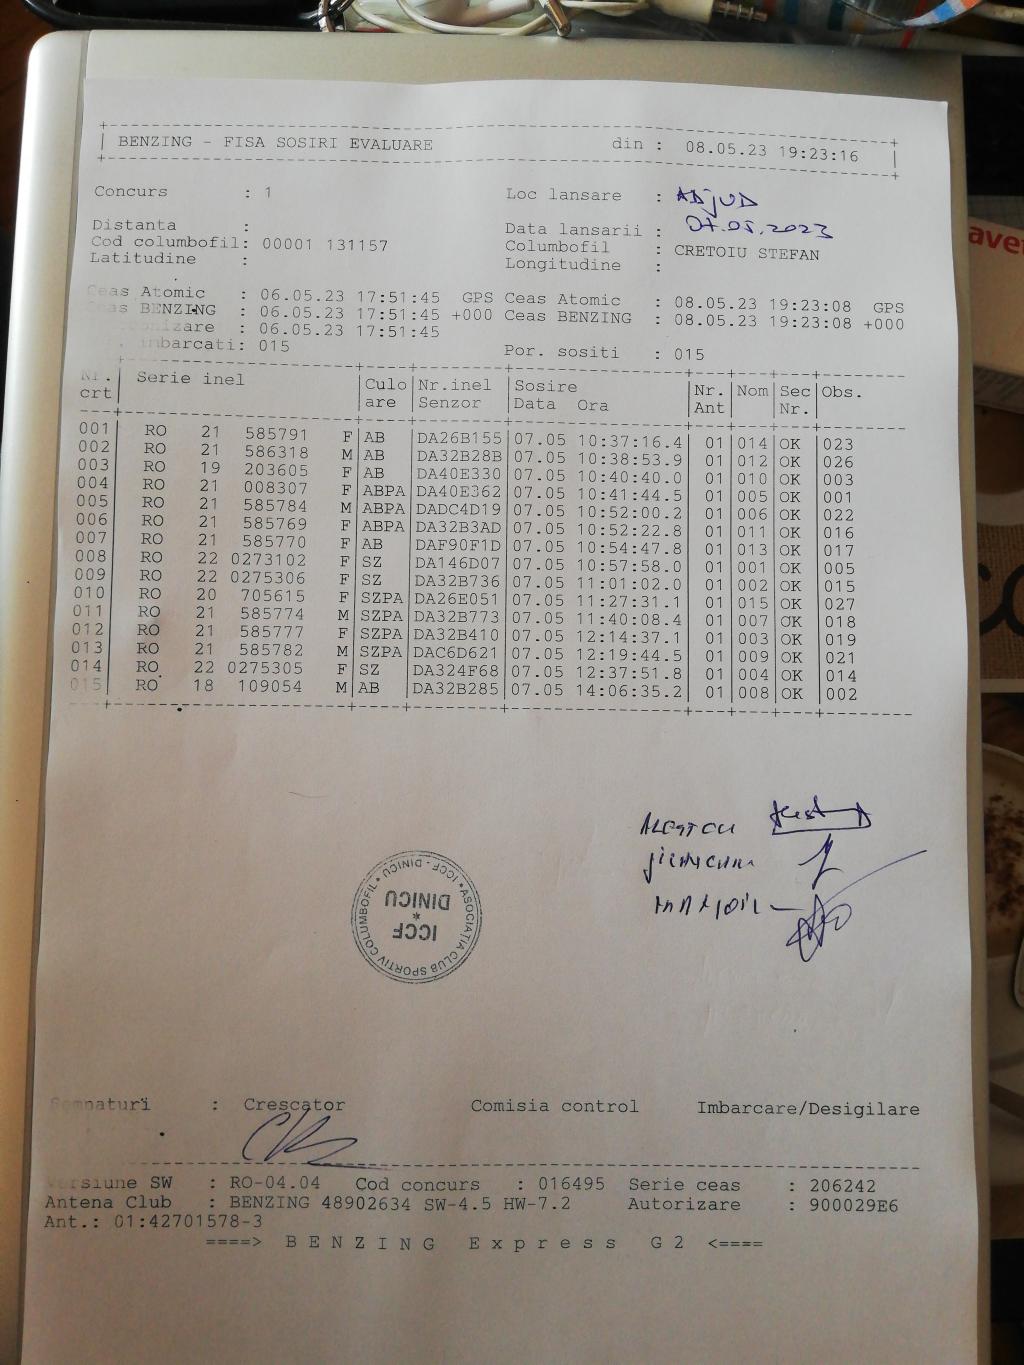 BENZING - FISA SOSIRI EVALUARE din : 08.05.23 19:23:16
Concurs : 1 Loc lansare : ADJUD
Distanta : Data lansarii : 07.05.2023
Cod columbofil: 00001 131157 Columbofil : CRETOIU STEFAN
Latitudine : Longitudine :
Ceas Atomic : 06.05.23 17:51:45 GPS Ceas Atomic : 08.05.23 19:23:08 GPS
Ceas BENZING : 06.05.23 17:51:45 +000 Ceas BENZING : 08.05.23 19:23:08 +000
: 06.05.23 17:51:45
: 015 Por. sositi : 015
Nr. crt | Serie inel | Culo are | Nr.inel Senzor | Sosire Data Ora | Nr. Ant | Nom | Sec Nr. | Obs.
001 RO 21 585791 F AB DA26B155 07.05 10:37:16.4 01 014 OK 023
002 RO 21 586318 M AB DA32B28B 07.05 10:38:53.9 01 012 OK 026
003 RO 19 203605 F AB DA40E330 07.05 10:40:40.0 01 010 OK 003
004 RO 21 008307 F ABPA DA40E362 07.05 10:41:44.5 01 005 OK 001
005 RO 21 585784 M ABPA DADC4D19 07.05 10:52:00.2 01 006 OK 022
006 RO 21 585769 F ABPA DA32B3AD 07.05 10:52:22.8 01 011 OK 016
007 RO 21 585770 F AB DAF90F1D 07.05 10:54:47.8 01 013 OK 017
008 RO 22 0273102 F SZ DA146D07 07.05 10:57:58.0 01 001 OK 005
009 RO 22 0275306 F SZ DA32B736 07.05 11:01:02.0 01 002 OK 015
010 RO 20 705615 F SZPA DA26E051 07.05 11:27:31.1 01 015 OK 027
011 RO 21 585774 M SZPA DA32B773 07.05 11:40:08.4 01 007 OK 018
012 RO 21 585777 F SZPA DA32B410 07.05 12:14:37.1 01 003 OK 019
013 RO 21 585782 M SZPA DAC6D621 07.05 12:19:44.5 01 009 OK 021
014 RO 22 0275305 F SZ DA324F68 07.05 12:37:51.8 01 004 OK 014
015 RO 18 109054 M AB DA32B285 07.05 14:06:35.2 01 008 OK 002
ASOCIATIA CLUB SPORTIV COLUMBOFIL * ICCF - DINICU *
ICCF
*
DINICU
Semnaturi : Crescator Comisia control Imbarcare/Desigilare
Versiune SW : RO-04.04 Cod concurs : 016495 Serie ceas : 206242
Antena Club : BENZING 48902634 SW-4.5 HW-7.2 Autorizare : 900029E6
Ant.: 01:42701578-3
====> BENZING Express G2 <====